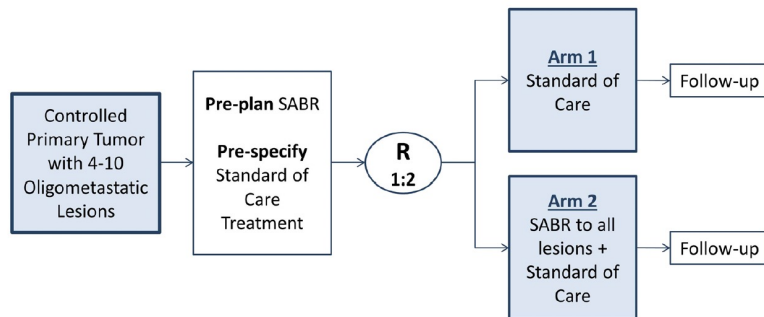 Controlled
Primary Tumor
with 4-10
Oligometastatic
Lesions
Pre-plan SABR
Pre-specify
Standard of
Care
Treatment
R
1:2
Arm 1
Standard of
Care
Follow-up
Arm 2
SABR to all
lesions +
Standard of
Care
Follow-up